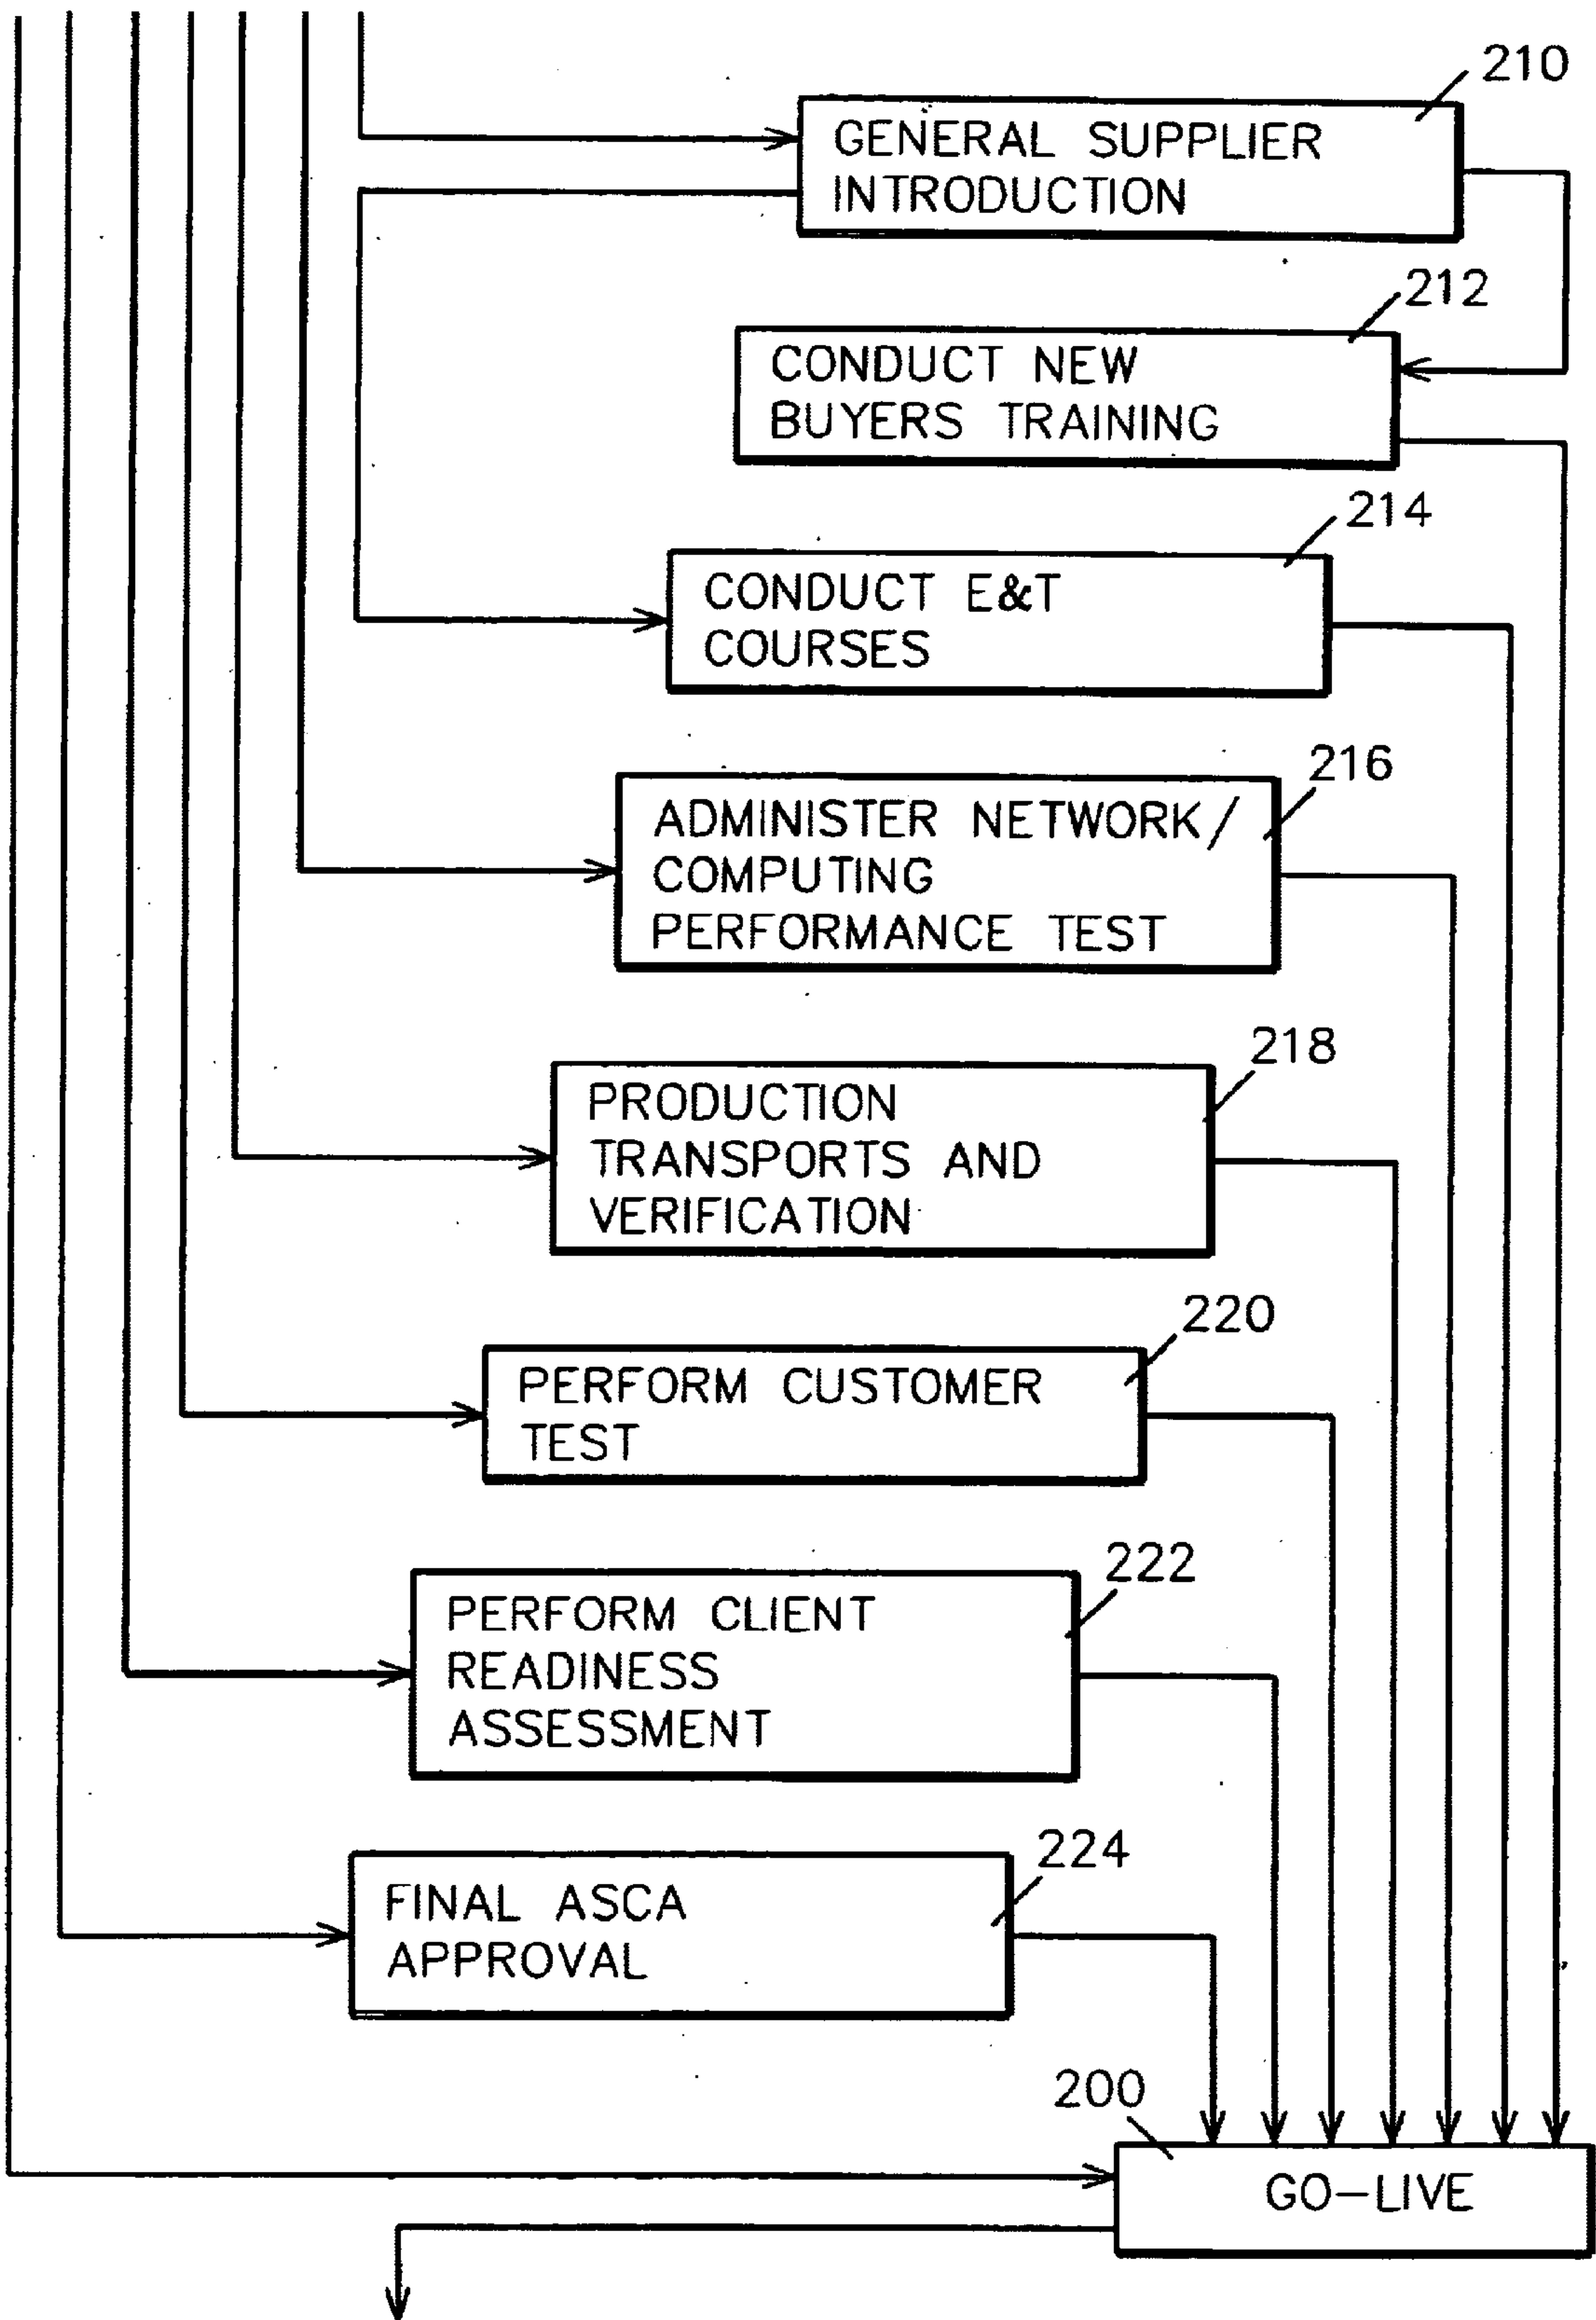 210
GENERAL SUPPLIER
INTRODUCTION
212
CONDUCT NEW
BUYERS TRAINING
214
CONDUCT E&T
COURSES
216
ADMINISTER NETWORK/
COMPUTING
PERFORMANCE TEST
218
PRODUCTION
TRANSPORTS AND
VERIFICATION
220
PERFORM CUSTOMER
TEST
222
PERFORM CLIENT
READINESS
ASSESSMENT
224
FINAL ASCA
APPROVAL
200
GO-LIVE